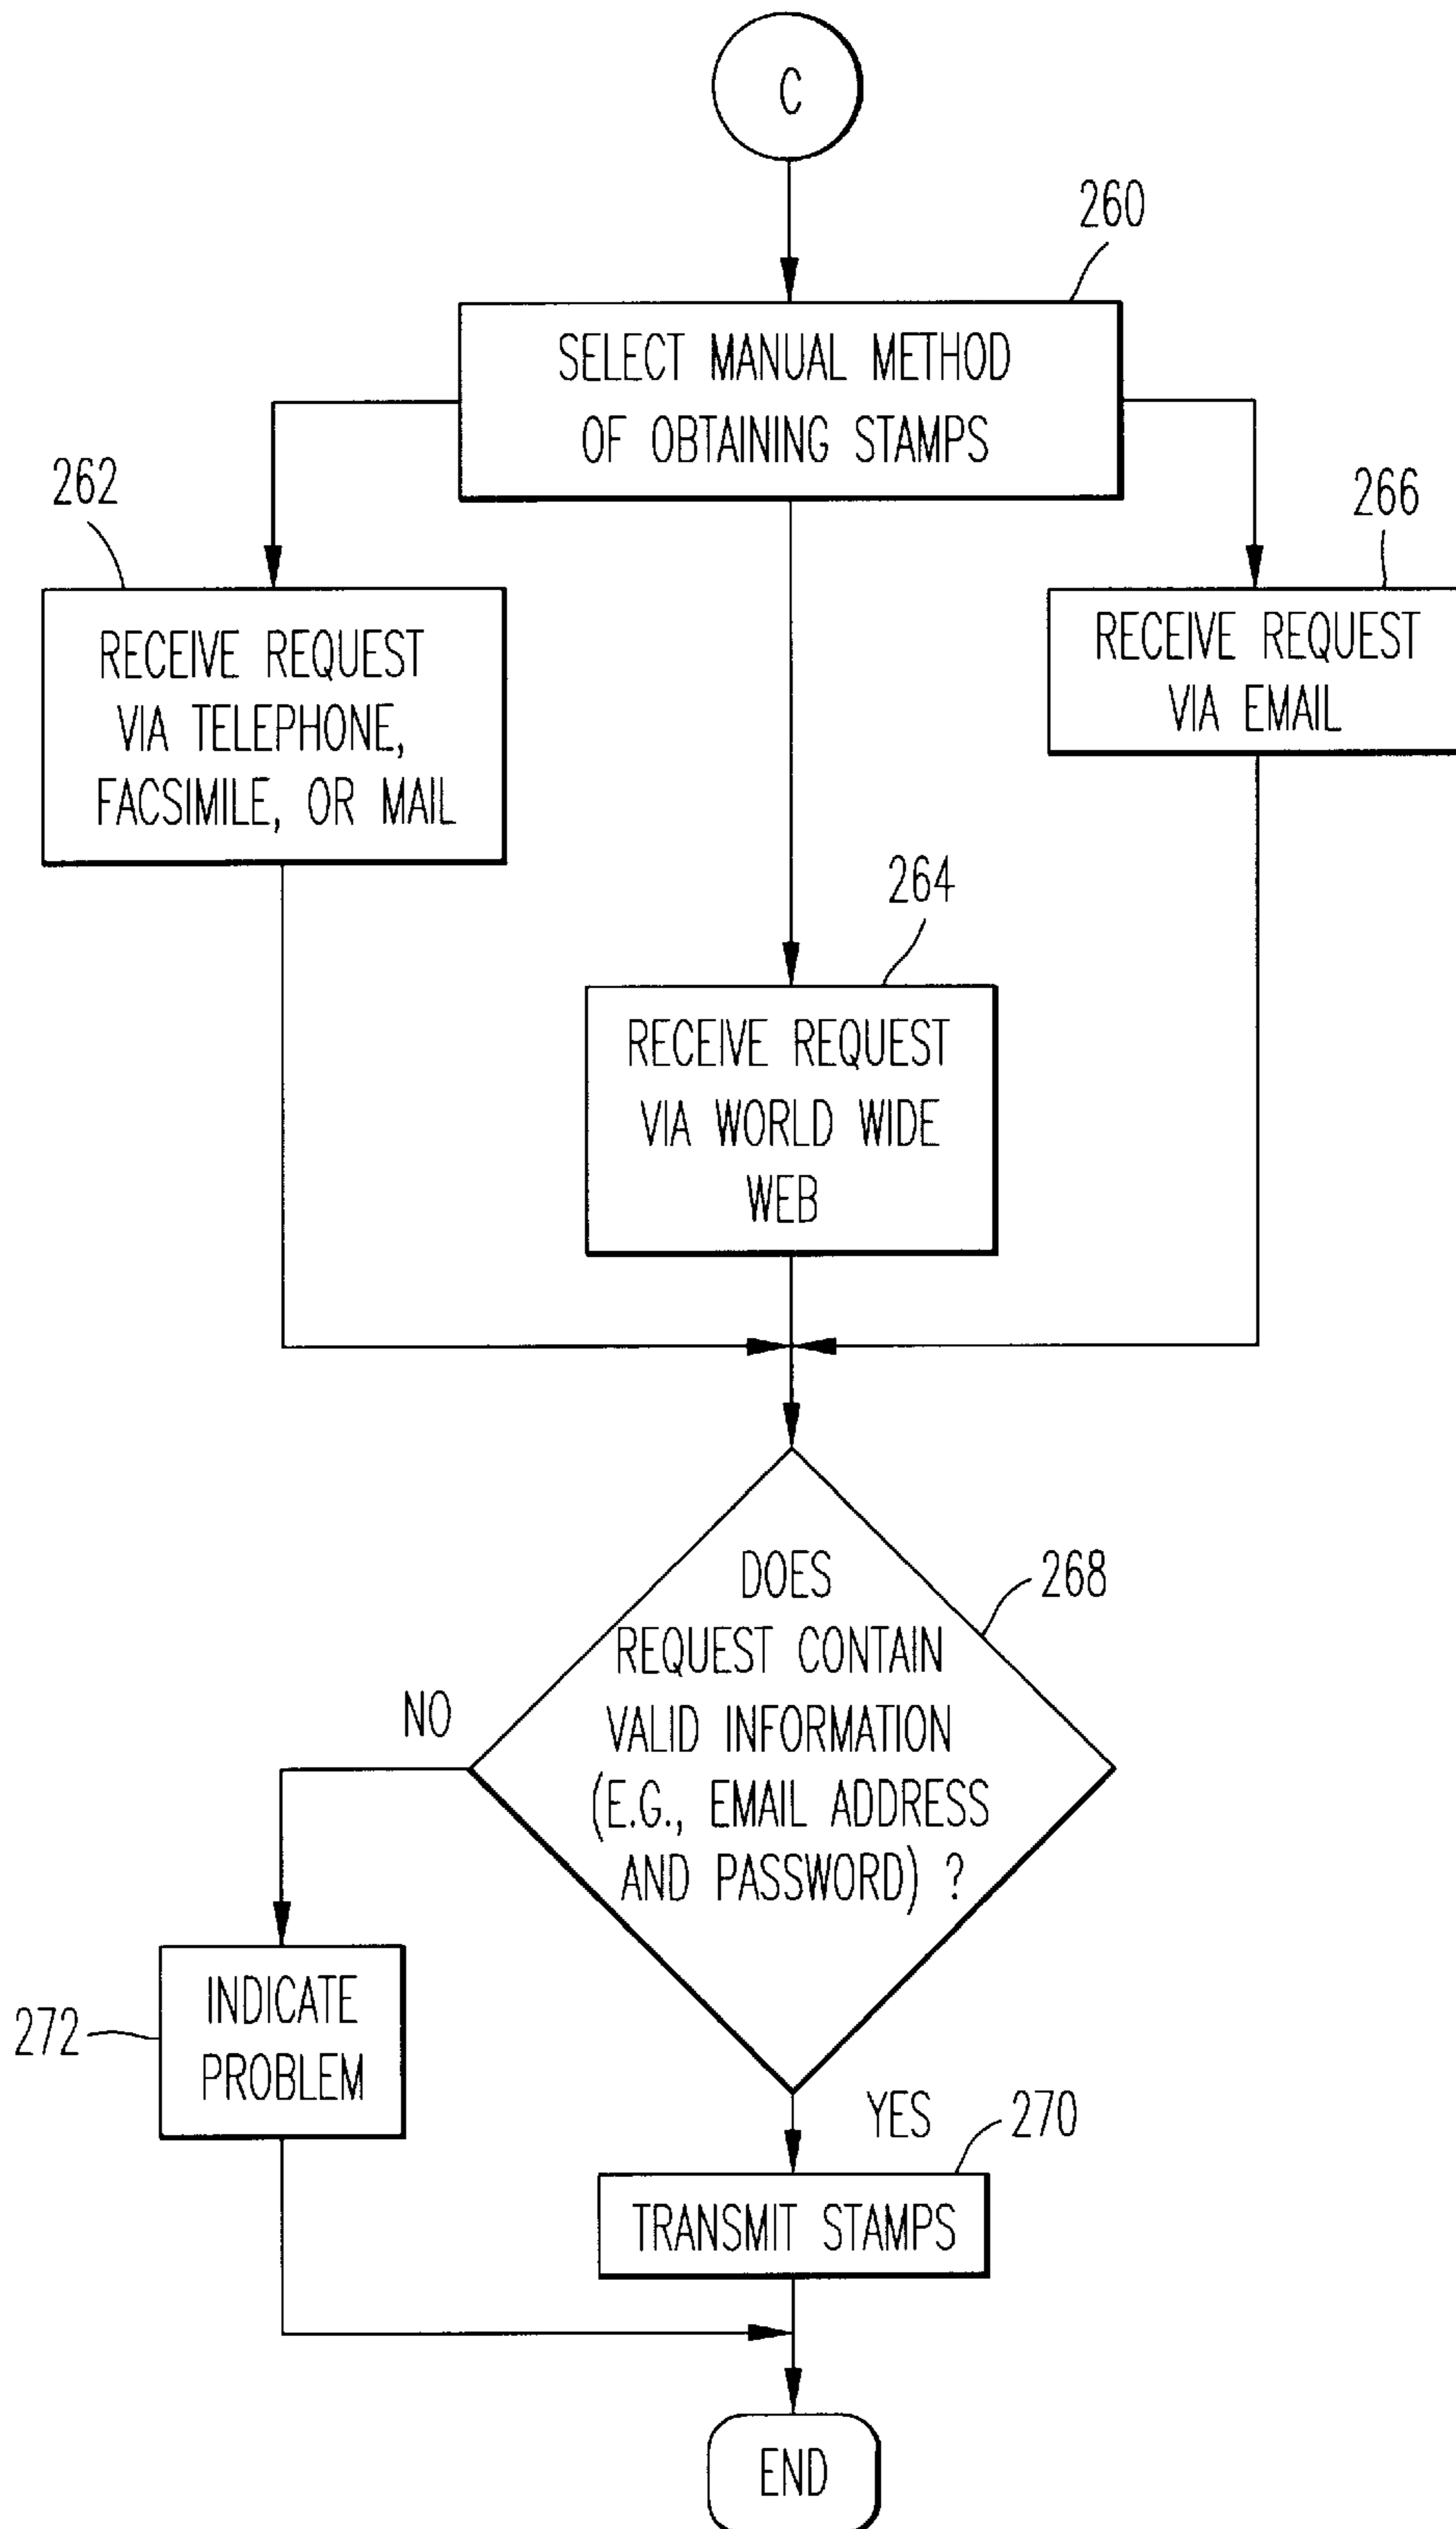 C
260
SELECT MANUAL METHOD
OF OBTAINING STAMPS
262
RECEIVE REQUEST
VIA TELEPHONE,
FACSIMILE, OR MAIL
266
RECEIVE REQUEST
VIA EMAIL
264
RECEIVE REQUEST
VIA WORLD WIDE
WEB
268
DOES
REQUEST CONTAIN
VALID INFORMATION
(E.G., EMAIL ADDRESS
AND PASSWORD) ?
NO
272
INDICATE
PROBLEM
YES
270
TRANSMIT STAMPS
END